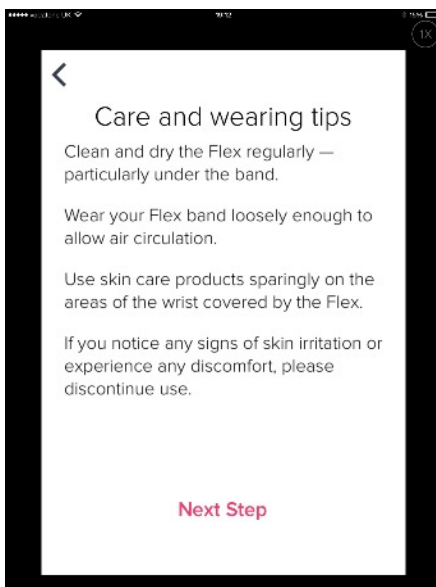 UK
1X
Care and wearing tips
Clean and dry the Flex regularly —
particularly under the band.
Wear your Flex band loosely enough to
allow air circulation.
Use skin care products sparingly on the
areas of the wrist covered by the Flex.
If you notice any signs of skin irritation or
experience any discomfort, please
discontinue use.
Next Step